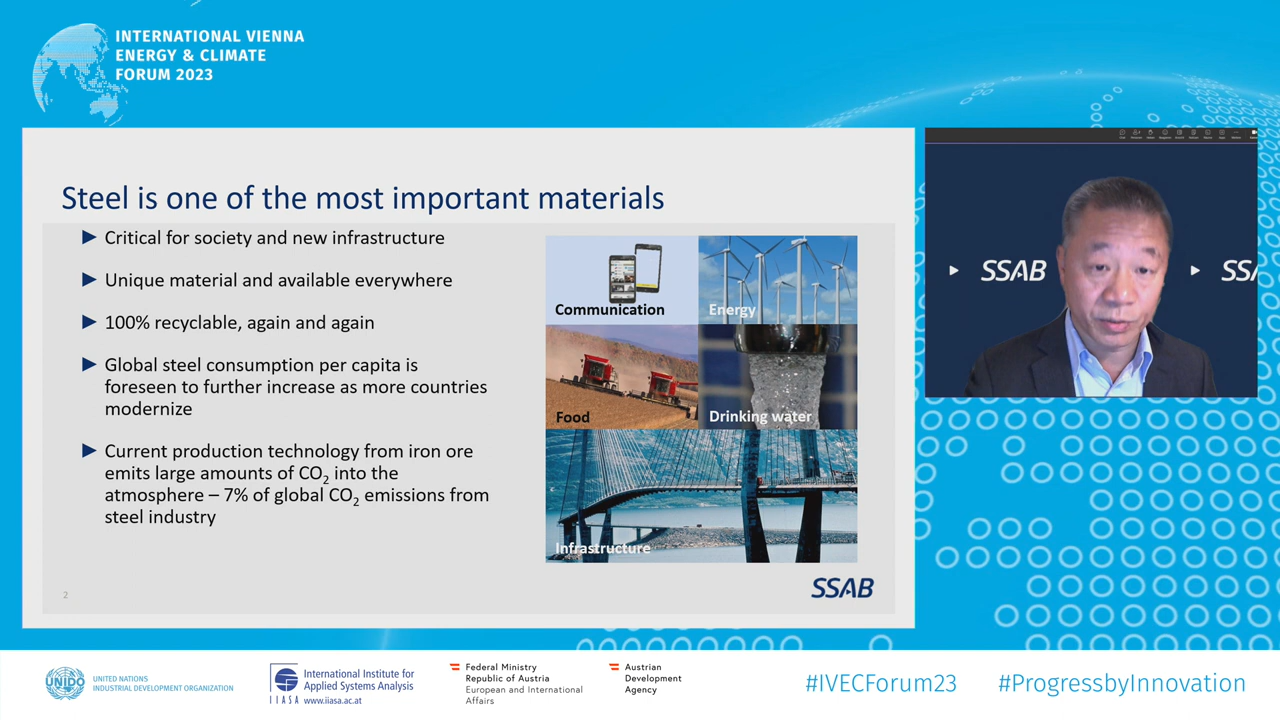 INTERNATIONAL VIENNA
ENERGY & CLIMATE
FORUM 2023
Steel is one of the most important materials
Critical for society and new infrastructure
Unique material and available everywhere
100% recyclable, again and again
Global steel consumption per capita is
foreseen to further increase as more countries
modernize
Current production technology from iron ore
emits large amounts of CO2 into the
atmosphere – 7% of global CO2 emissions from
steel industry
Communication
Energy
Food
Drinking water
Infrastructure
2
SSAB
SSAB
SSA
UNIDO
UNITED NATIONS
INDUSTRIAL DEVELOPMENT ORGANIZATION
IIASA
International Institute for
Applied Systems Analysis
www.iiasa.ac.at
Federal Ministry
Republic of Austria
European and International
Affairs
Austrian
Development
Agency
#IVECForum23
#ProgressbyInnovation